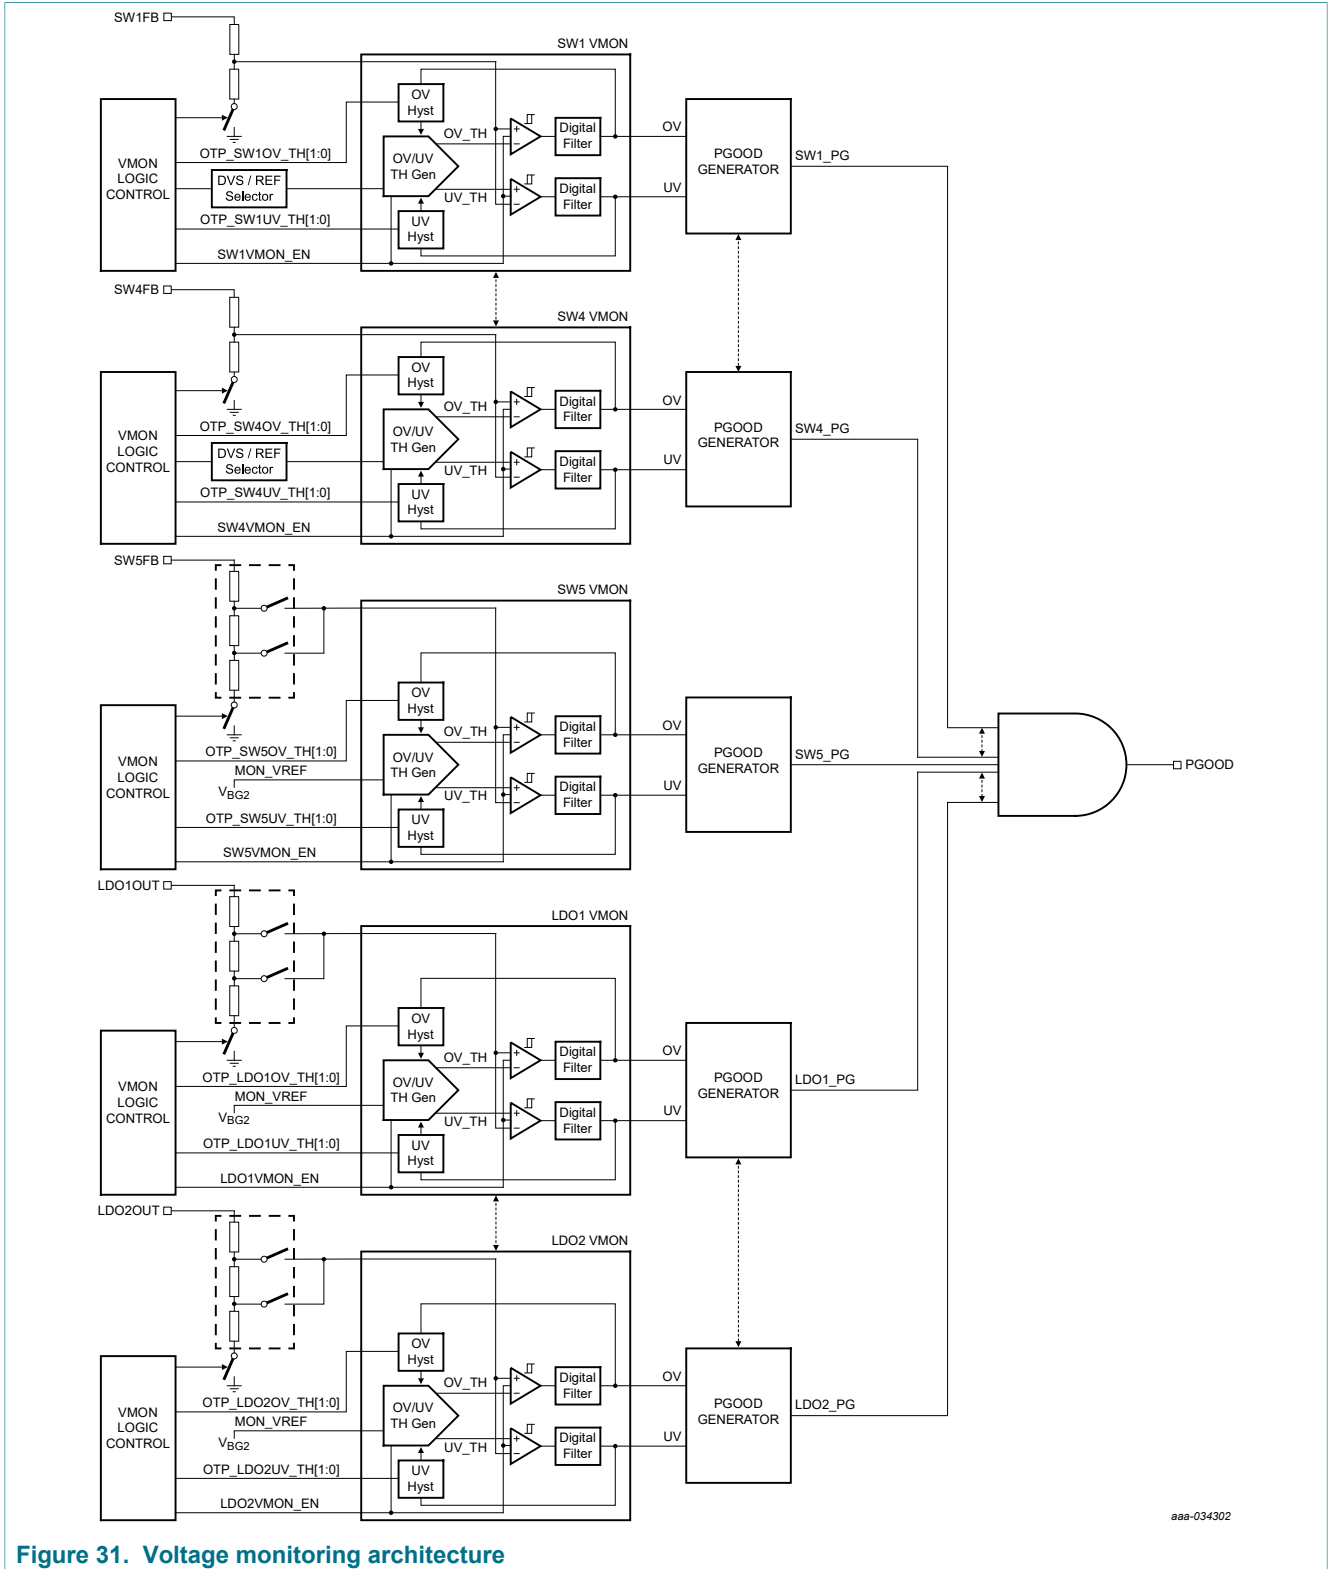 SW1FB
SW1 VMON
OV
Hyst
VMON
LOGIC
CONTROL
OTP_SW1OV_TH[1:0]
DVS / REF
Selector
OTP_SW1UV_TH[1:0]
SW1VMON_EN
OV/UV
TH Gen
OV_TH
UV_TH
UV
Hyst
+
−
+
−
Digital
Filter
Digital
Filter
OV
UV
PGOOD
GENERATOR
SW1_PG
SW4FB
SW4 VMON
OV
Hyst
VMON
LOGIC
CONTROL
OTP_SW4OV_TH[1:0]
DVS / REF
Selector
OTP_SW4UV_TH[1:0]
SW4VMON_EN
OV/UV
TH Gen
OV_TH
UV_TH
UV
Hyst
+
−
+
−
Digital
Filter
Digital
Filter
OV
UV
PGOOD
GENERATOR
SW4_PG
SW5FB
SW5 VMON
OV
Hyst
VMON
LOGIC
CONTROL
OTP_SW5OV_TH[1:0]
MON_VREF
VBG2
OTP_SW5UV_TH[1:0]
SW5VMON_EN
OV/UV
TH Gen
OV_TH
UV_TH
UV
Hyst
+
−
+
−
Digital
Filter
Digital
Filter
OV
UV
PGOOD
GENERATOR
SW5_PG
PGOOD
LDO1OUT
LDO1 VMON
OV
Hyst
VMON
LOGIC
CONTROL
OTP_LDO1OV_TH[1:0]
MON_VREF
VBG2
OTP_LDO1UV_TH[1:0]
LDO1VMON_EN
OV/UV
TH Gen
OV_TH
UV_TH
UV
Hyst
+
−
+
−
Digital
Filter
Digital
Filter
OV
UV
PGOOD
GENERATOR
LDO1_PG
LDO2OUT
LDO2 VMON
OV
Hyst
VMON
LOGIC
CONTROL
OTP_LDO2OV_TH[1:0]
MON_VREF
VBG2
OTP_LDO2UV_TH[1:0]
LDO2VMON_EN
OV/UV
TH Gen
OV_TH
UV_TH
UV
Hyst
+
−
+
−
Digital
Filter
Digital
Filter
OV
UV
PGOOD
GENERATOR
LDO2_PG
aaa-034302
Figure 31. Voltage monitoring architecture